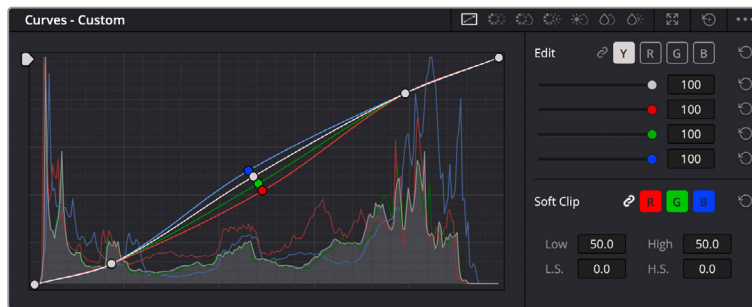 Curves - Custom
Edit Y R G B
100
100
100
100
Soft Clip R G B
Low 50.0 High 50.0
L.S. 0.0 H.S. 0.0